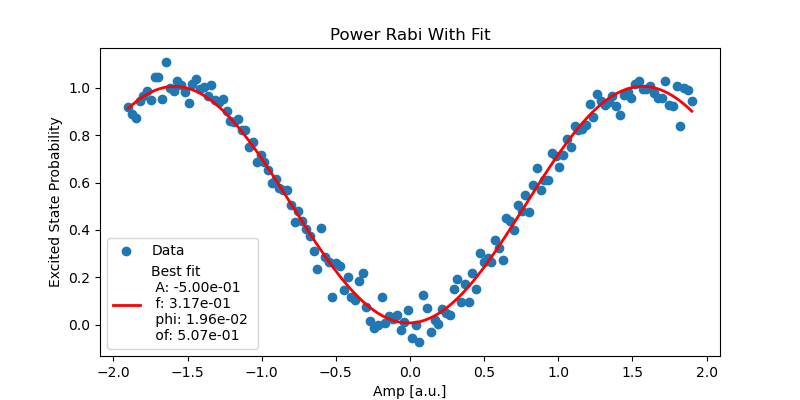 Power Rabi With Fit
Excited State Probability
1.0
0.8
0.6
0.4
0.2
0.0
Data
Best fit
A: -5.00e-01
f: 3.17e-01
phi: 1.96e-02
of: 5.07e-01
−2.0 −1.5 −1.0 −0.5 0.0 0.5 1.0 1.5 2.0
Amp [a.u.]